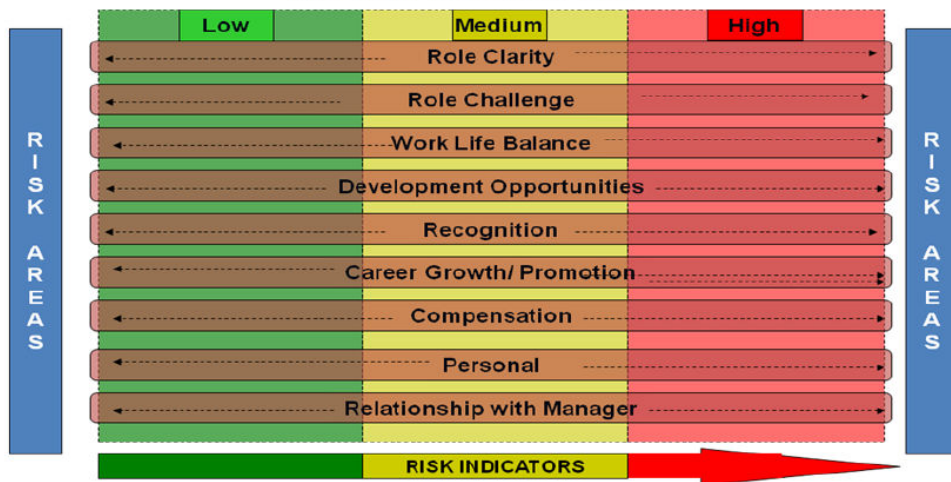 Low
Medium
High
RISK AREAS
Role Clarity
Role Challenge
Work Life Balance
Development Opportunities
Recognition
Career Growth/ Promotion
Compensation
Personal
Relationship with Manager
RISK AREAS
RISK INDICATORS